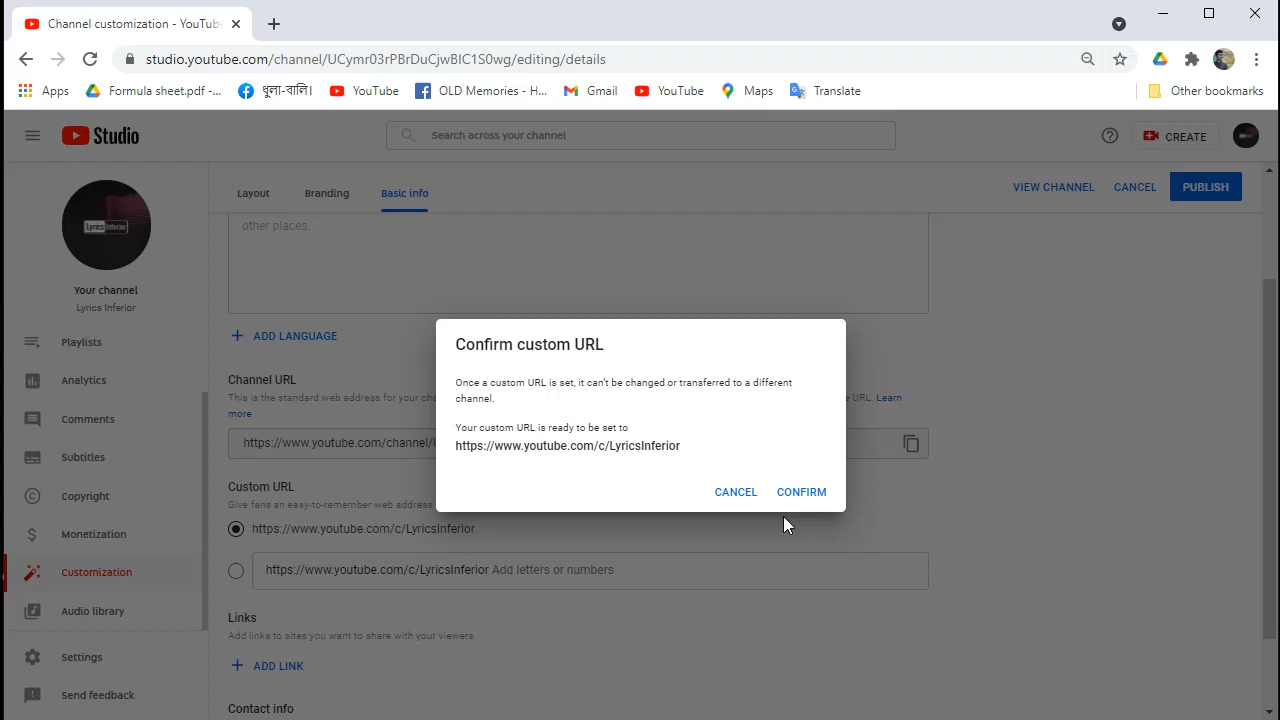 Channel customization - YouTub
studio.youtube.com/channel/UCymr03rPBrDuCjwBIC1S0wg/editing/details
Apps Formula sheet.pdf -... ধুলা-বালি। YouTube OLD Memories - H... Gmail YouTube Maps Translate Other bookmarks
Studio Search across your channel CREATE
Layout Branding Basic info VIEW CHANNEL CANCEL PUBLISH
LyricsInferior
Your channel
Lyrics Inferior
Playlists
Analytics
Comments
Subtitles
Copyright
Monetization
Customization
Audio library
Settings
Send feedback
other places.
ADD LANGUAGE
Channel URL
This is the standard web address for your cha
e URL. Learn
more
https://www.youtube.com/channel/U
Custom URL
Give fans an easy-to-remember web address
https://www.youtube.com/c/LyricsInferior
https://www.youtube.com/c/LyricsInferior Add letters or numbers
Links
Add links to sites you want to share with your viewers
ADD LINK
Contact info
Confirm custom URL
Once a custom URL is set, it can't be changed or transferred to a different
channel.
Your custom URL is ready to be set to
https://www.youtube.com/c/LyricsInferior
CANCEL CONFIRM